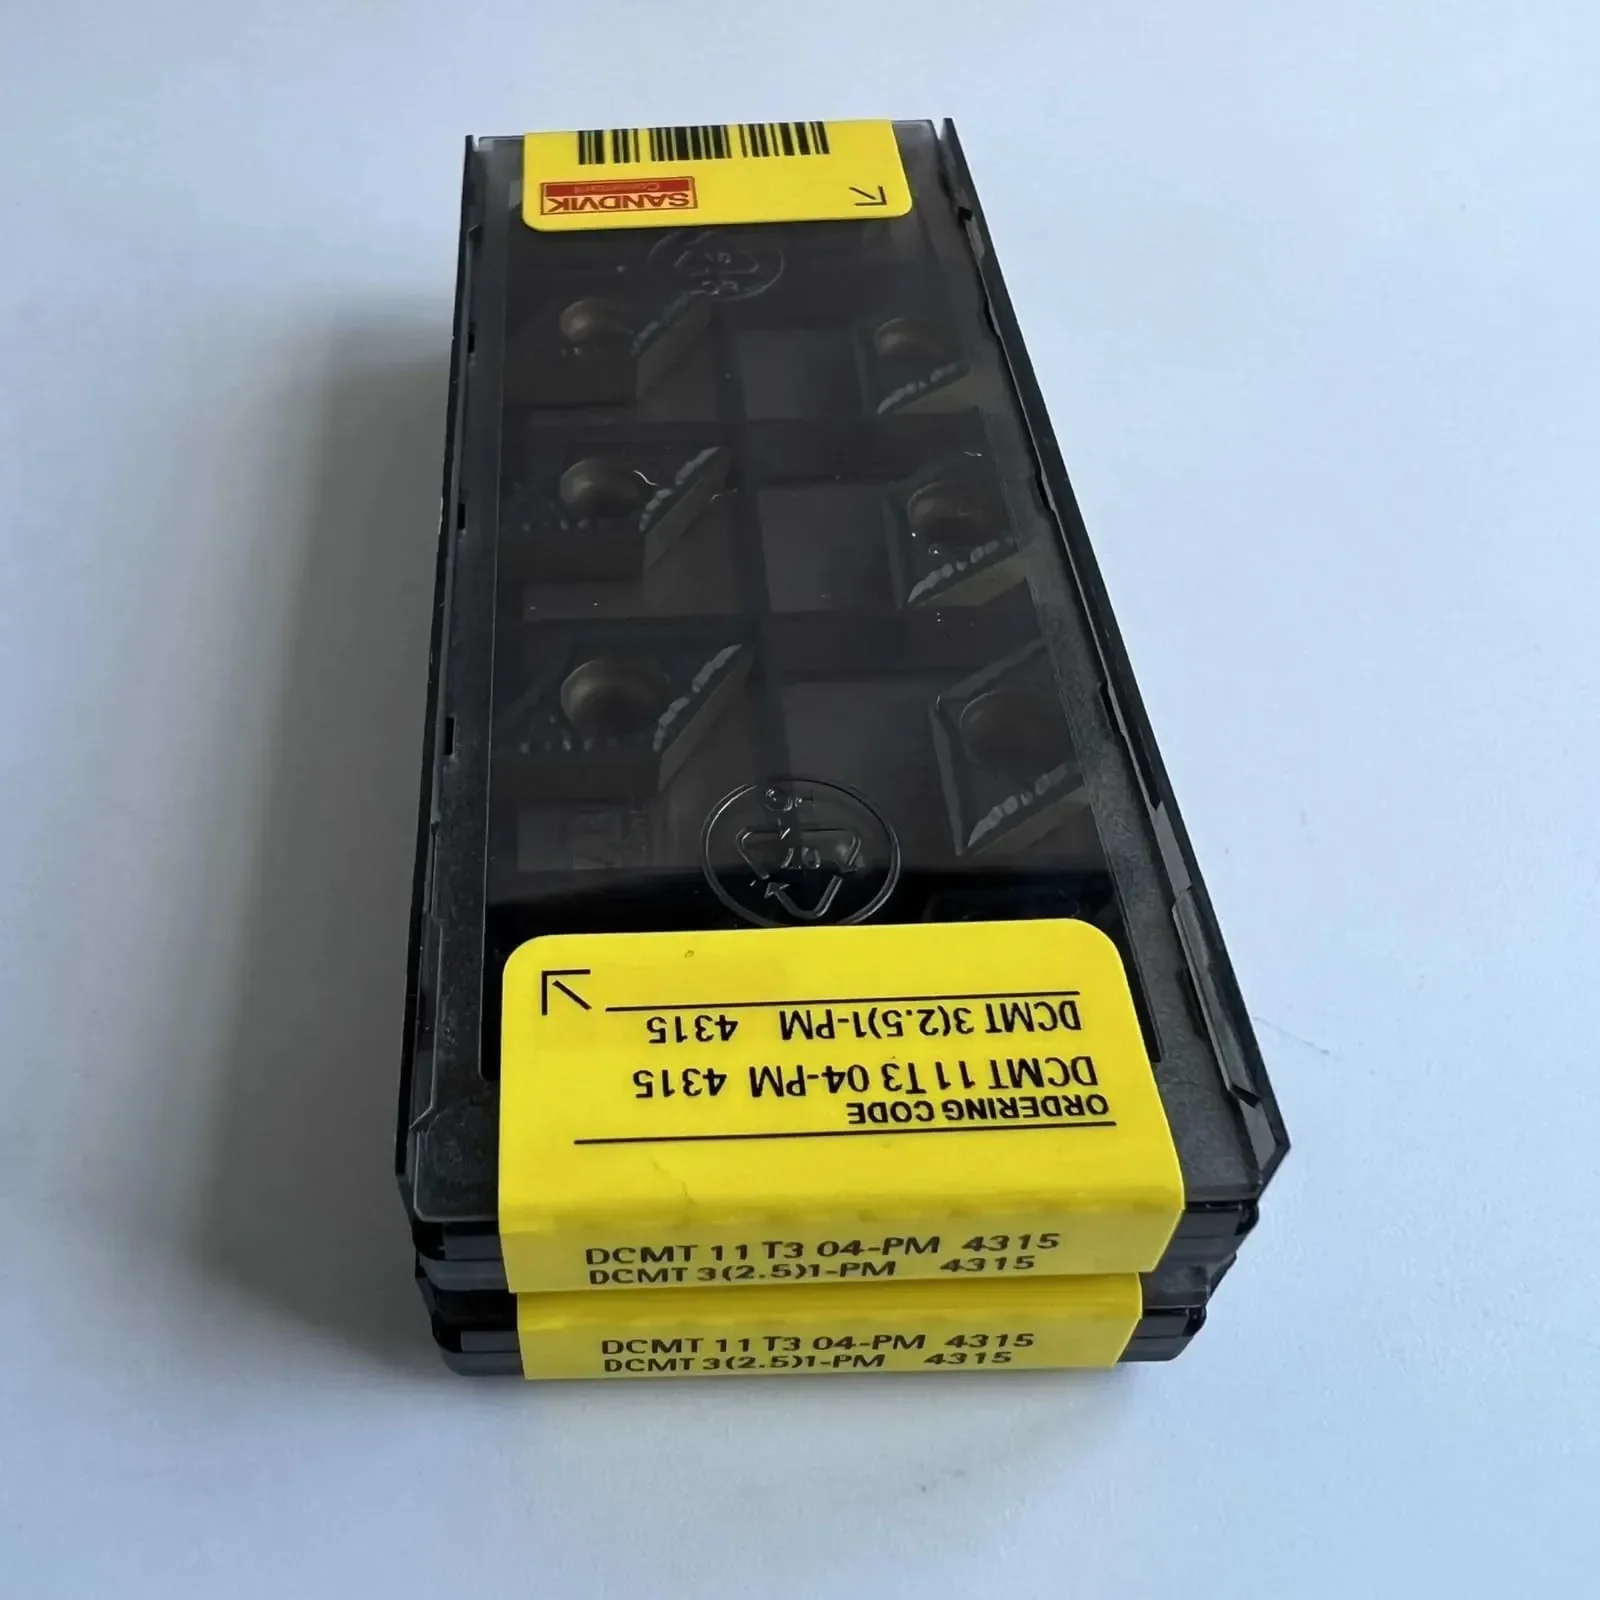 SANDVIK
Coromant
DCMT 3(2.5)1-PM 4315
DCMT 11 T3 04-PM 4315
ORDERING CODE
DCMT 11 T3 04-PM 4315
DCMT 3(2.5)1-PM 4315
DCMT 11 T3 04-PM 4315
DCMT 3(2.5)1-PM 4315